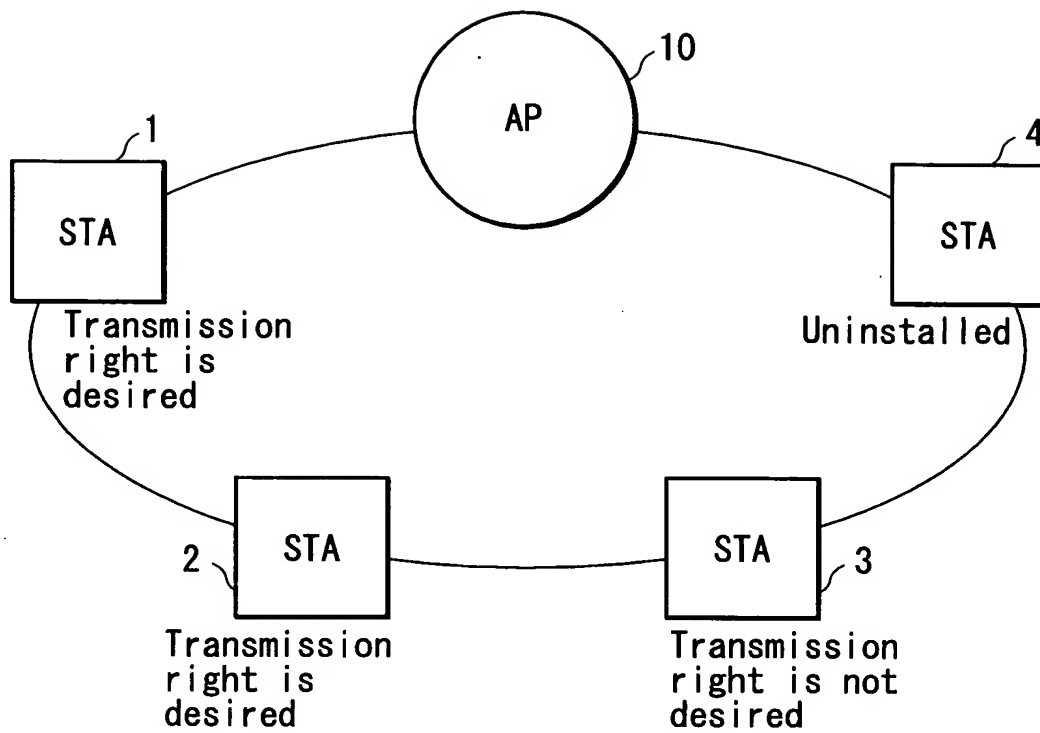 10
AP
1
STA
Transmission
right is
desired
4
STA
Uninstalled
2
STA
Transmission
right is
desired
3
STA
Transmission
right is not
desired